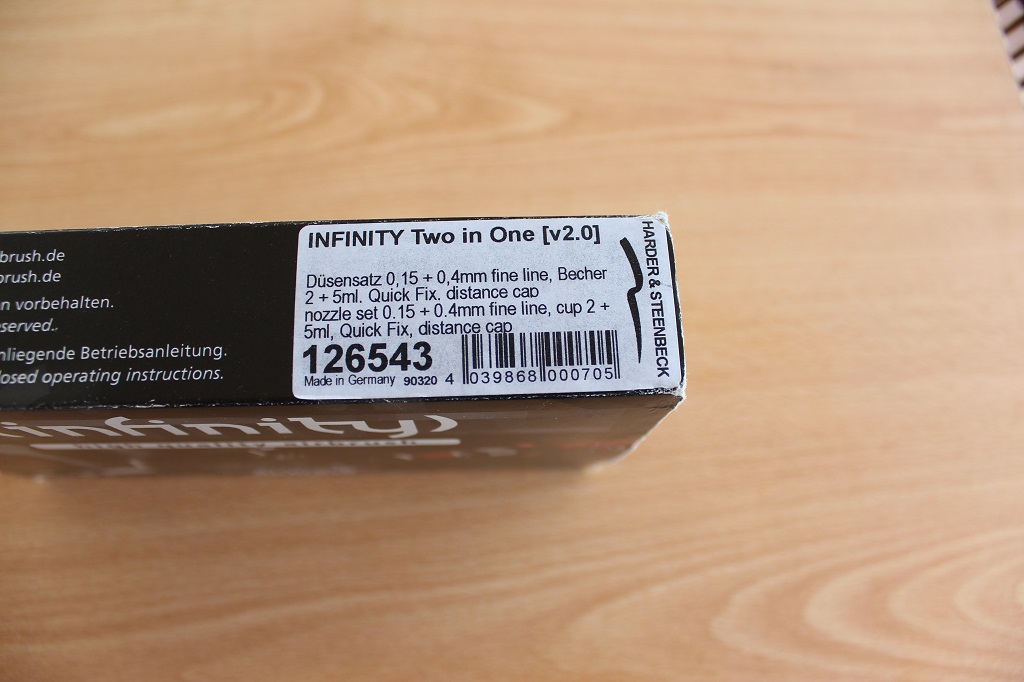 brush.de
brush.de
n vorbehalten.
served..
nliegende Betriebsanleitung.
losed operating instructions.
INFINITY Two in One [v2.0]
Düsensatz 0,15 + 0,4mm fine line, Becher
2 + 5ml. Quick Fix. distance cap
nozzle set 0.15 + 0.4mm fine line, cup 2 +
5ml, Quick Fix, distance cap
126543
Made in Germany 90320 4 039868 000705
HARDER & STEENBECK
(infinity)